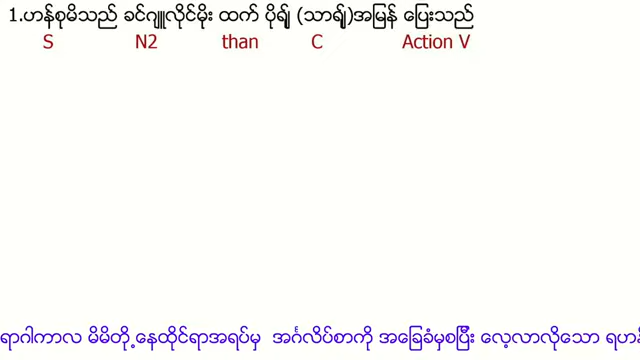 1.ဟန်စုမိသည် ခင်ဂျူလိုင်မိုး ထက် ပို၍ (သာ၍)အမြန် ပြေးသည်
S N2 than C Action V
ရာဂါကာလ မိမိတို့နေထိုင်ရာအရပ်မှ အင်္ဂလိပ်စာကို အခြေခံမှစပြီး လေ့လာလိုသော